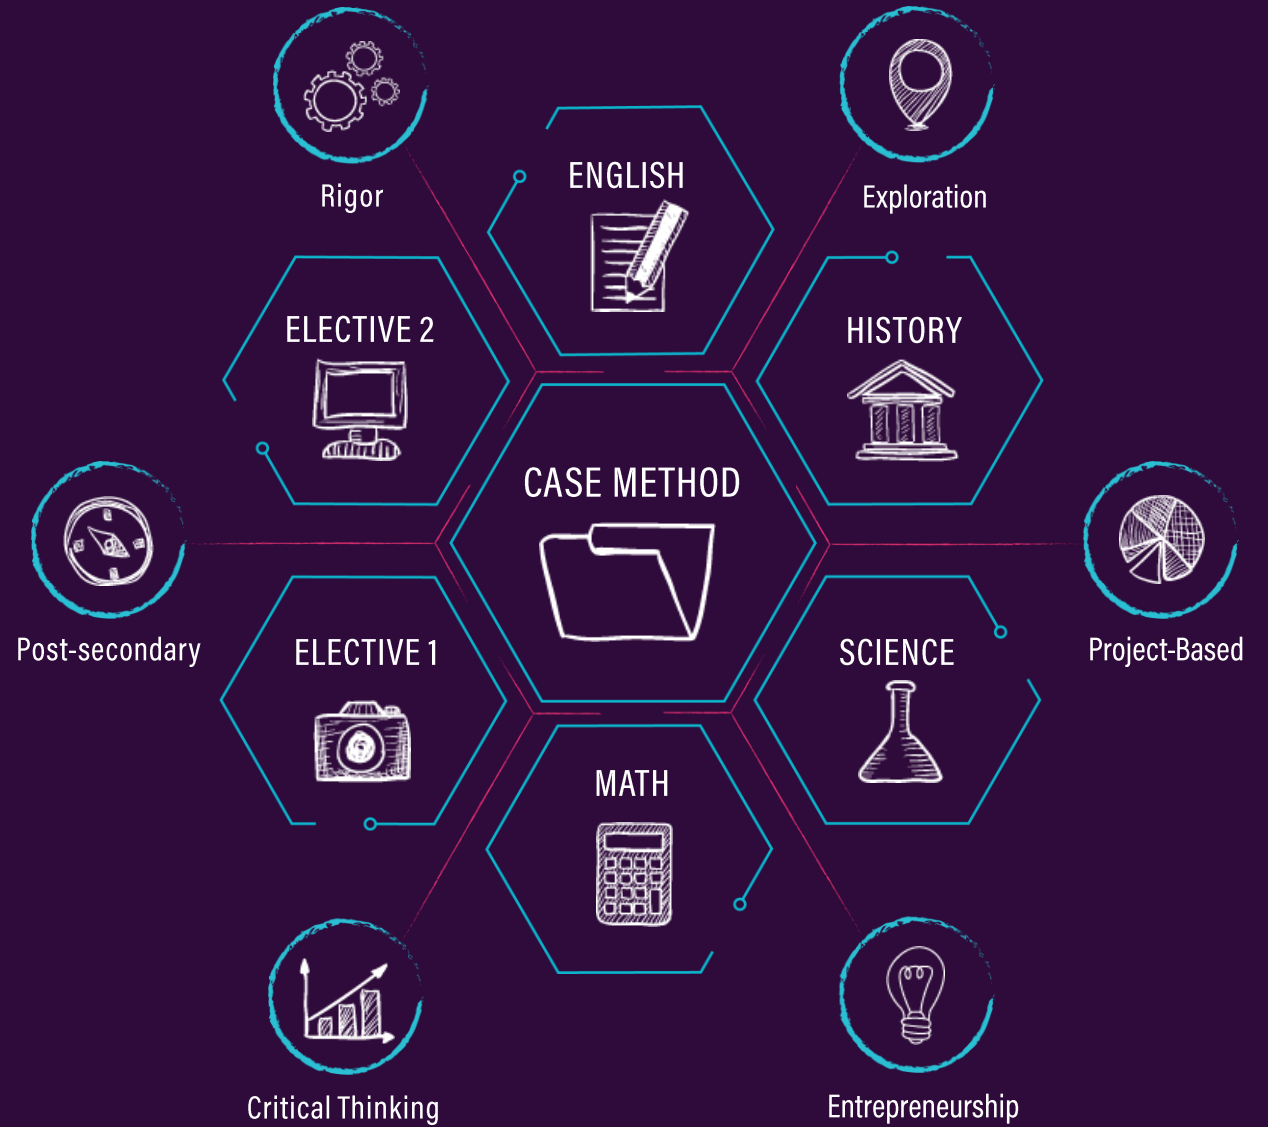 Rigor
Exploration
ENGLISH
ELECTIVE 2
HISTORY
CASE METHOD
Post-secondary
Project-Based
ELECTIVE 1
SCIENCE
MATH
Critical Thinking
Entrepreneurship